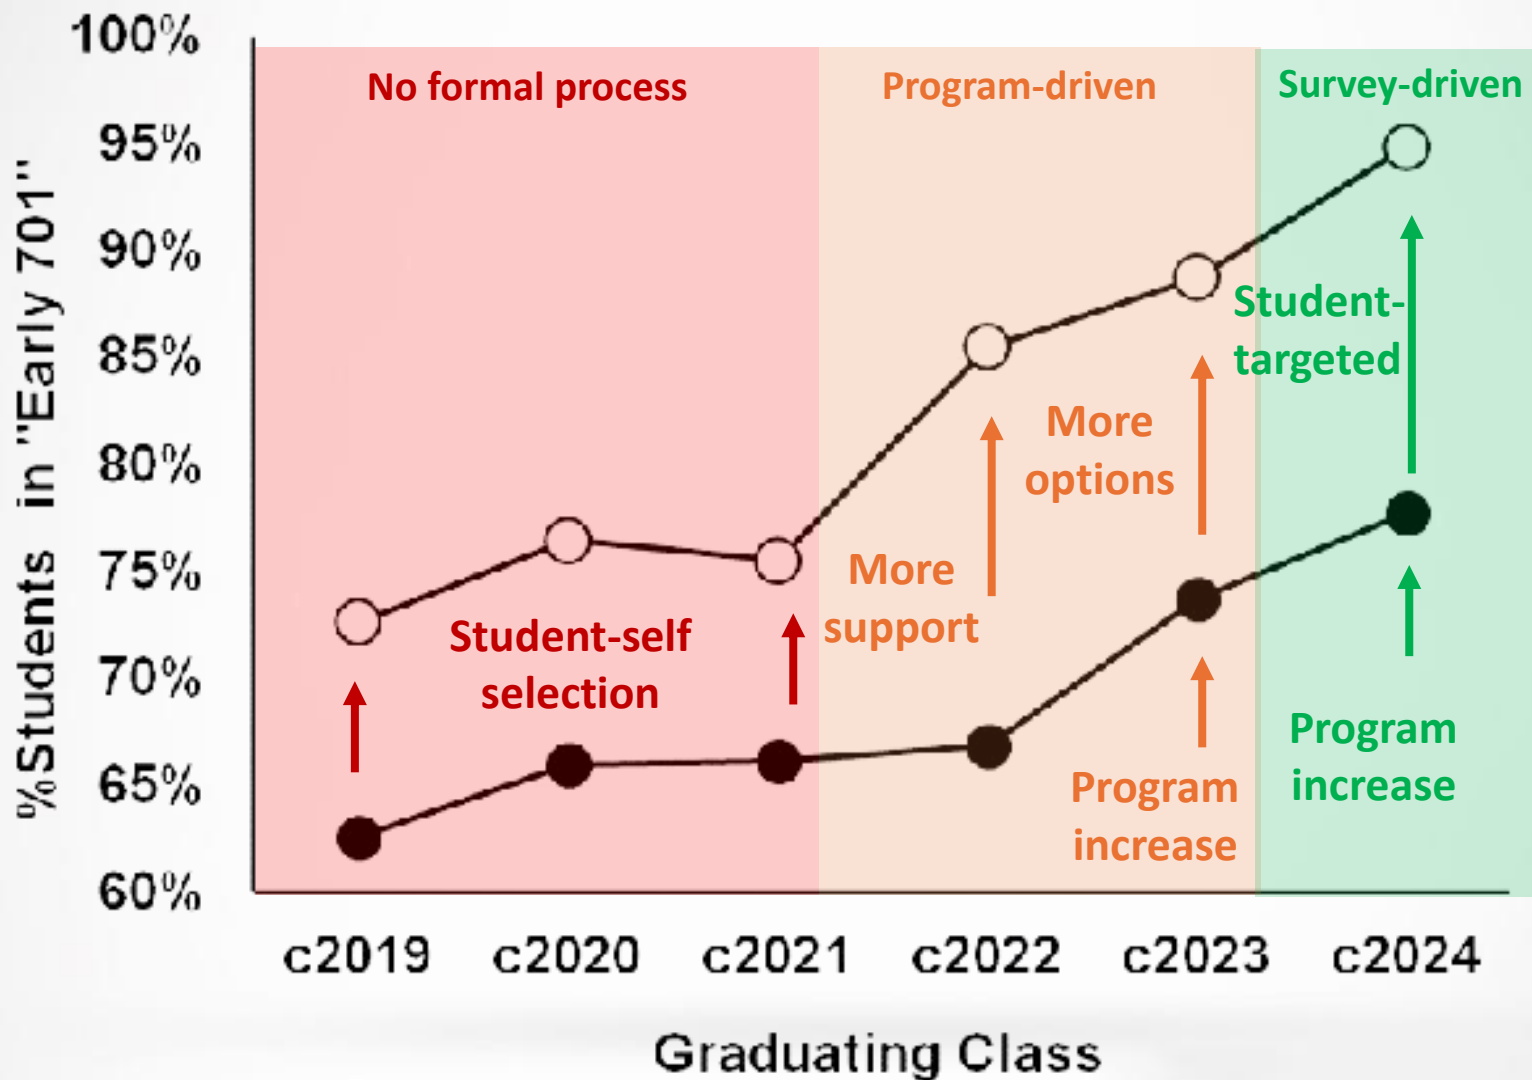 100%
95%
90%
85%
80%
75%
70%
65%
60%
%Students in "Early 701"
No formal process
Program-driven
Survey-driven
Student-self
selection
More
support
More
options
Program
increase
Student-
targeted
Program
increase
c2019 c2020 c2021 c2022 c2023 c2024
Graduating Class